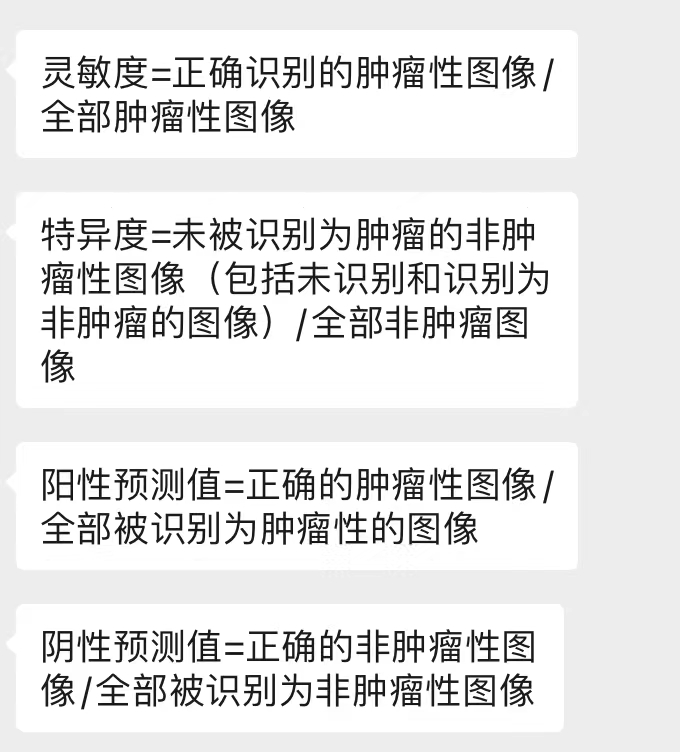 灵敏度=正确识别的肿瘤性图像/
全部肿瘤性图像
特异度=未被识别为肿瘤的非肿
瘤性图像（包括未识别和识别为
非肿瘤的图像）/全部非肿瘤图
像
阳性预测值=正确的肿瘤性图像/
全部被识别为肿瘤性的图像
阴性预测值=正确的非肿瘤性图
像/全部被识别为非肿瘤性图像